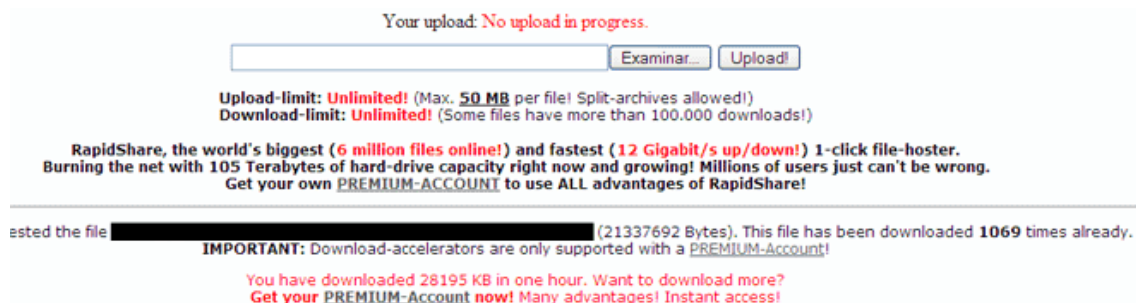 Your upload: No upload in progress.
Examinar... Upload!
Upload-limit: Unlimited! (Max. 50 MB per file! Split-archives allowed!)
Download-limit: Unlimited! (Some files have more than 100.000 downloads!)
RapidShare, the world's biggest (6 million files online!) and fastest (12 Gigabit/s up/down!) 1-click file-hoster.
Burning the net with 105 Terabytes of hard-drive capacity right now and growing! Millions of users just can't be wrong.
Get your own PREMIUM-ACCOUNT to use ALL advantages of RapidShare!
ested the file (21337692 Bytes). This file has been downloaded 1069 times already.
IMPORTANT: Download-accelerators are only supported with a PREMIUM-Account!
You have downloaded 28195 KB in one hour. Want to download more?
Get your PREMIUM-Account now! Many advantages! Instant access!